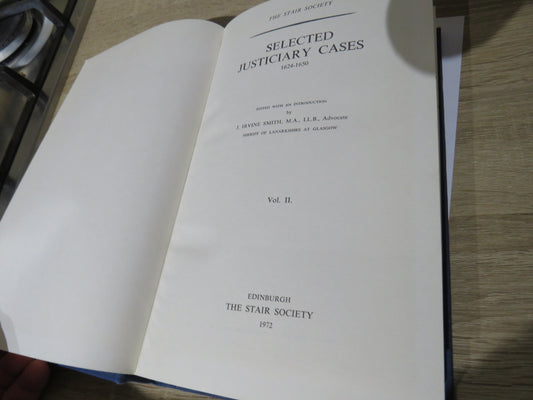 THE STAIR SOCIETY
SELECTED
JUSTICIARY CASES
1624-1650
EDITED WITH AN INTRODUCTION
by
J. IRVINE SMITH, M.A., LL.B., Advocate
SHERIFF OF LANARKSHIRE AT GLASGOW
Vol. II.
EDINBURGH
THE STAIR SOCIETY
1972